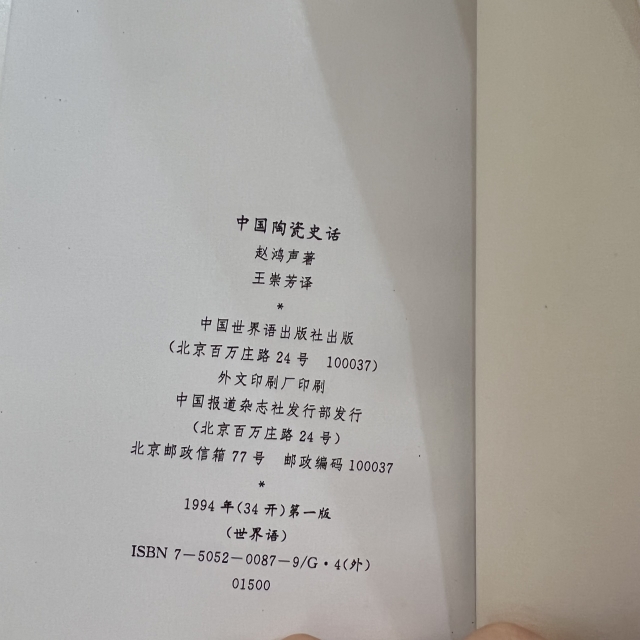 中国陶瓷史话
赵鸿声著
王崇芳译
*
中国世界语出版社出版
(北京百万庄路24号 100037)
外文印刷厂印刷
中国报道杂志社发行部发行
(北京百万庄路24号)
北京邮政信箱77号 邮政编码100037
*
1994年(34开)第一版
(世界语)
ISBN 7-5052-0087-9/G·4(外)
01500